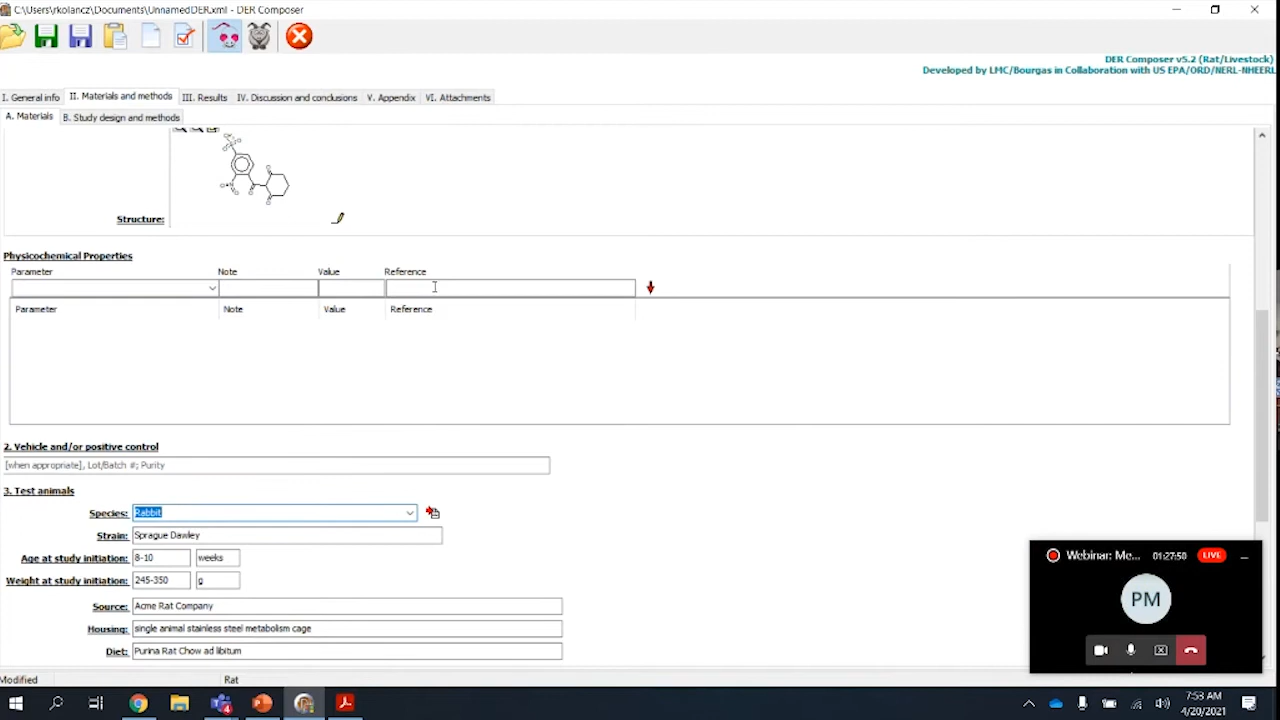 C:\Users\rkolancz\Documents\UnnamedDER.xml - DER Composer
DER Composer v5.2 (Rat/Livestock)
Developed by LMC/Bourgas in Collaboration with US EPA/ORD/NERL-NHEERL
I. General info II. Materials and methods III. Results IV. Discussion and conclusions V. Appendix VI. Attachments
A. Materials B. Study design and methods
Structure:
Physicochemical Properties
Parameter Note Value Reference
Parameter Note Value Reference
2. Vehicle and/or positive control
[when appropriate], Lot/Batch #; Purity
3. Test animals
Species: Rabbit
Strain: Sprague Dawley
Age at study initiation: 8-10 weeks
Weight at study initiation: 245-350 g
Source: Acme Rat Company
Housing: single animal stainless steel metabolism cage
Diet: Purina Rat Chow ad libitum
Webinar: Me... 01:27:50 LIVE
PM
Modified Rat
7:53 AM
4/20/2021